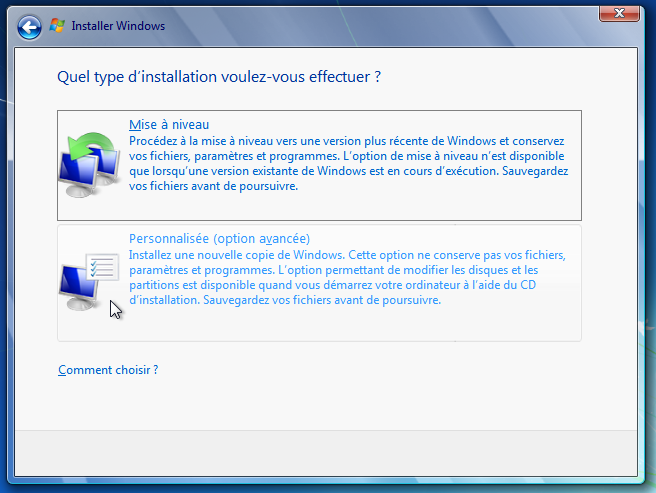 Installer Windows
Quel type d'installation voulez-vous effectuer ?
Mise à niveau
Procédez à la mise à niveau vers une version plus récente de Windows et conservez
vos fichiers, paramètres et programmes. L'option de mise à niveau n'est disponible
que lorsqu'une version existante de Windows est en cours d'exécution. Sauvegardez
vos fichiers avant de poursuivre.
Personnalisée (option avancée)
Installez une nouvelle copie de Windows. Cette option ne conserve pas vos fichiers,
paramètres et programmes. L'option permettant de modifier les disques et les
partitions est disponible quand vous démarrez votre ordinateur à l'aide du CD
d'installation. Sauvegardez vos fichiers avant de poursuivre.
Comment choisir ?